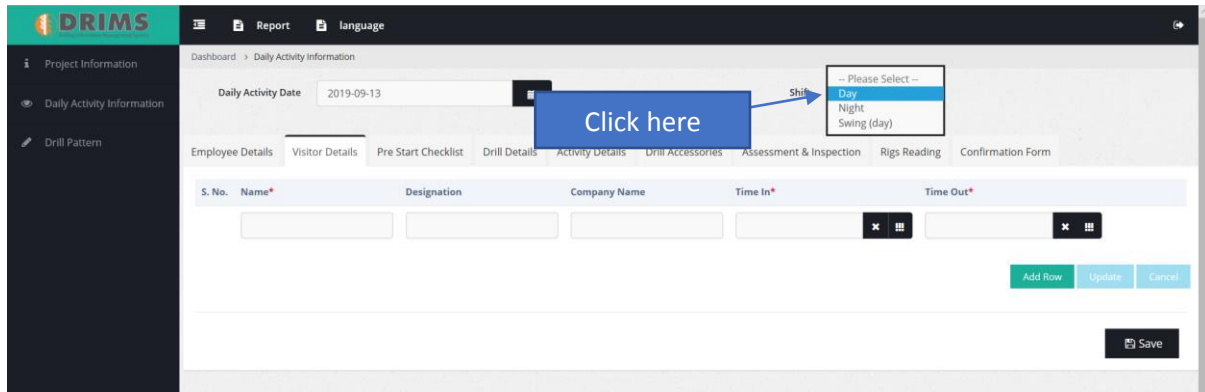 DRIMS
Report language
Project Information
Daily Activity Information
Drill Pattern
Dashboard > Daily Activity Information
Daily Activity Date 2019-09-13
Shift
-- Please Select --
Day
Night
Swing (day)
Click here
Employee Details Visitor Details Pre Start Checklist Drill Details Activity Details Drill Accessories Assessment & Inspection Rigs Reading Confirmation Form
S. No. Name* Designation Company Name Time In* Time Out*
Add Row Update Cancel
Save